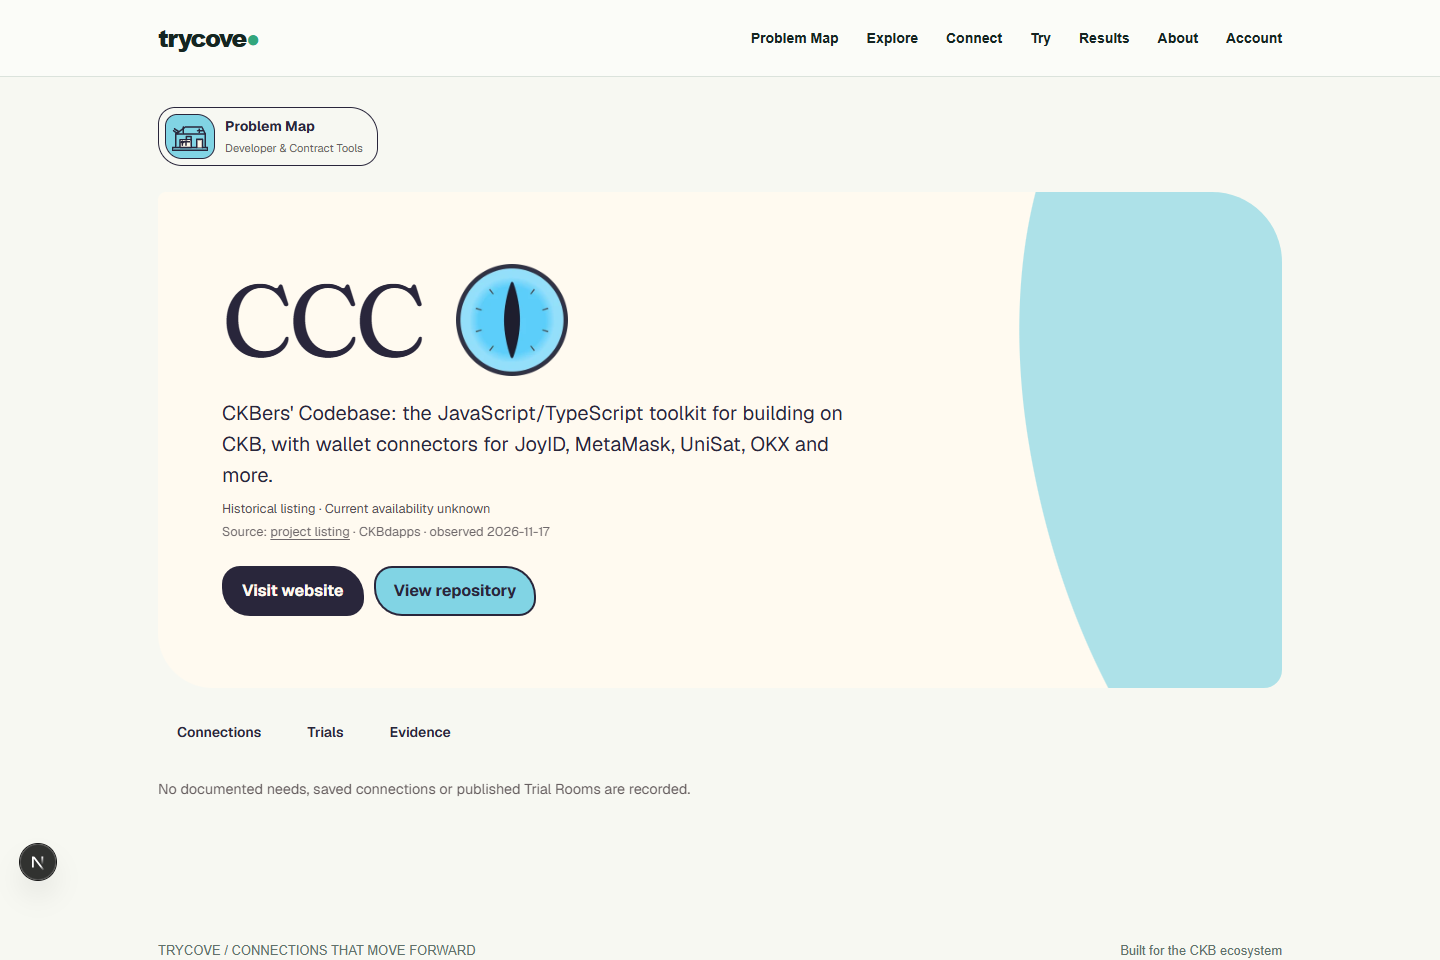 trycove
Problem Map Explore Connect Try Results About Account
Problem Map
Developer & Contract Tools
CCC
CKBers' Codebase: the JavaScript/TypeScript toolkit for building on
CKB, with wallet connectors for JoyID, MetaMask, UniSat, OKX and
more.
Historical listing · Current availability unknown
Source: project listing · CKBdapps · observed 2026-11-17
Visit website View repository
Connections Trials Evidence
No documented needs, saved connections or published Trial Rooms are recorded.
N
TRYCOVE / CONNECTIONS THAT MOVE FORWARD Built for the CKB ecosystem